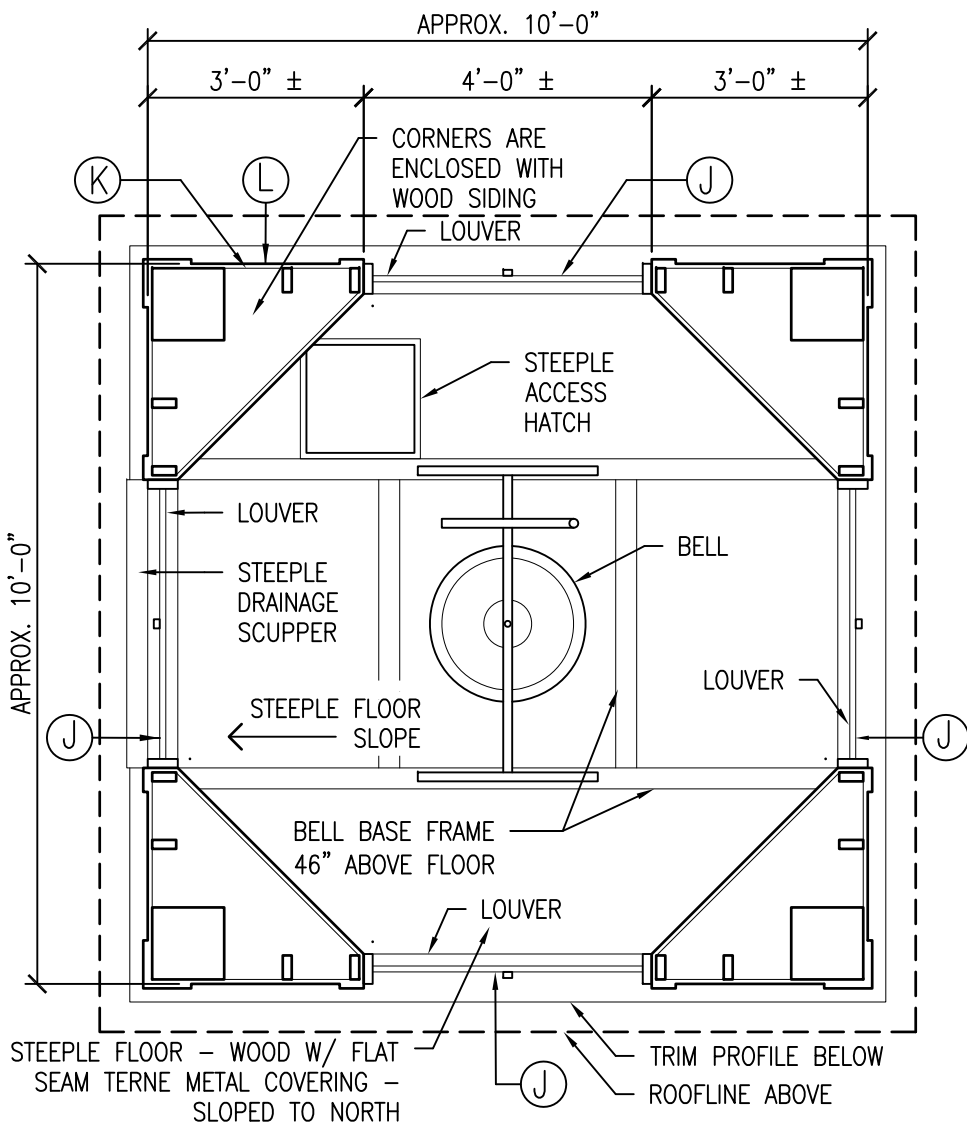 APPROX. 10’-0”
3’-0” ±
4’-0” ±
3’-0” ±
CORNERS ARE
ENCLOSED WITH
WOOD SIDING
K
L
J
LOUVER
STEEPLE
ACCESS
HATCH
APPROX. 10’-0”
LOUVER
BELL
STEEPLE
DRAINAGE
SCUPPER
LOUVER
STEEPLE FLOOR
SLOPE
J
J
BELL BASE FRAME
46” ABOVE FLOOR
LOUVER
STEEPLE FLOOR – WOOD W/ FLAT
SEAM TERNE METAL COVERING –
SLOPED TO NORTH
J
TRIM PROFILE BELOW
ROOFLINE ABOVE